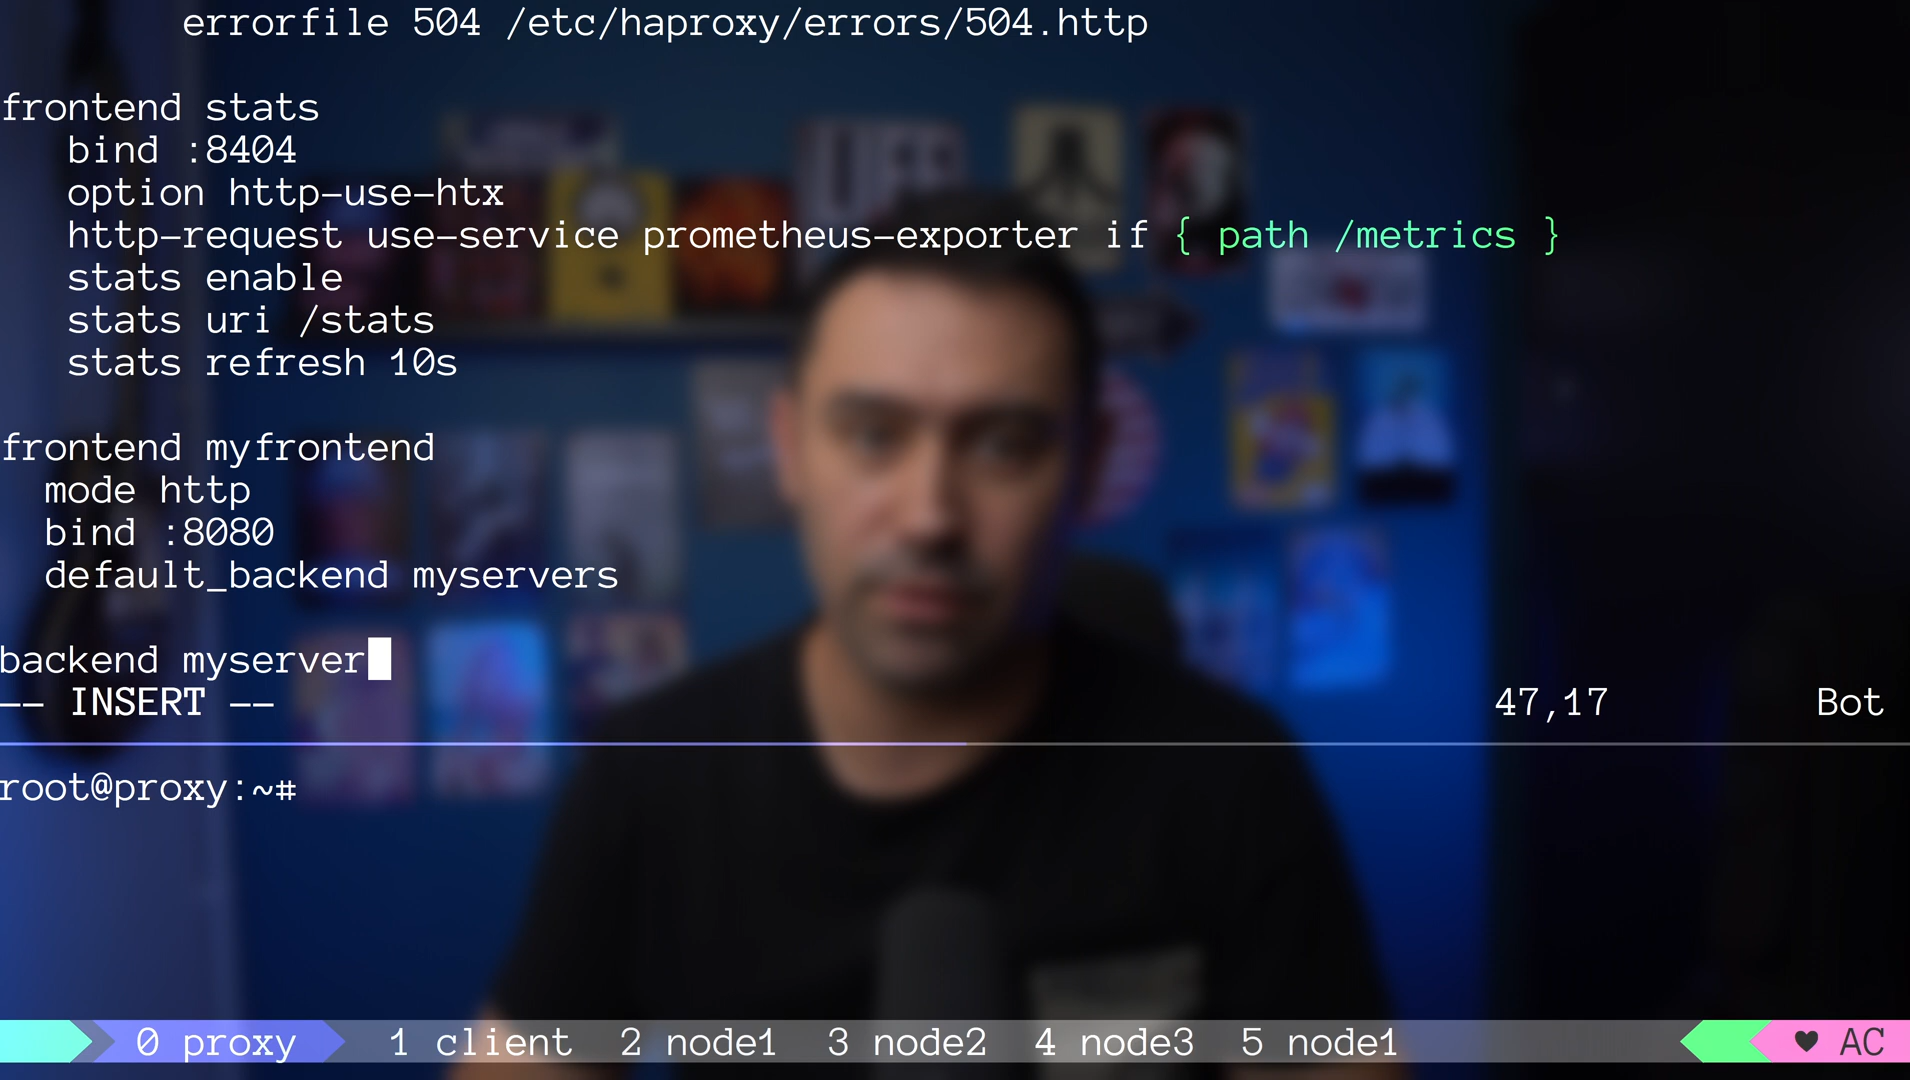 errorfile 504 /etc/haproxy/errors/504.http
frontend stats
bind :8404
option http-use-htx
http-request use-service prometheus-exporter if { path /metrics }
stats enable
stats uri /stats
stats refresh 10s
frontend myfrontend
mode http
bind :8080
default_backend myservers
backend myserver
-- INSERT -- 47,17 Bot
root@proxy:~#
0 proxy 1 client 2 node1 3 node2 4 node3 5 node1 ♥ AC